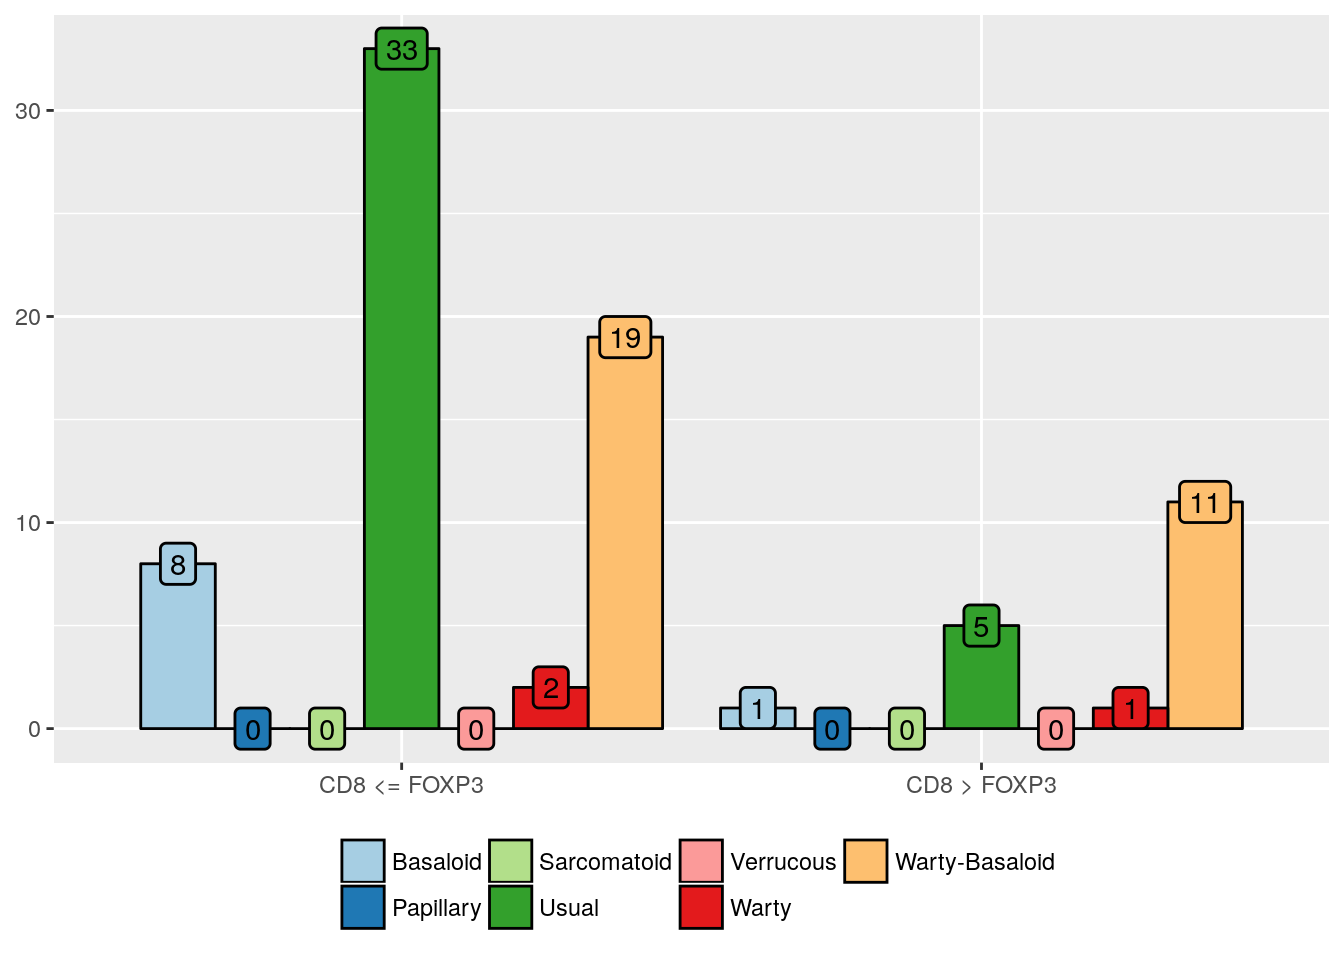 33
30
20
19
11
10
8
5
2
1
1
0
0
0
0
0
0
0
CD8 <= FOXP3
CD8 > FOXP3
Basaloid
Sarcomatoid
Verrucous
Warty-Basaloid
Papillary
Usual
Warty